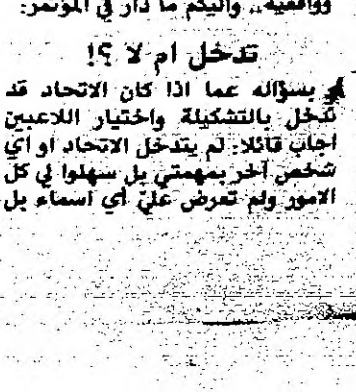 وواقعية.. واليكم ما دار في المؤتمر:
تدخل ام لا ؟!
بسؤاله عما اذا كان الاتحاد قد
تدخل بالتشكيلة واختيار اللاعبين
اجاب قائلا: لم يتدخل الاتحاد او أي
شخص آخر بمهمتي بل سهلوا لي كل
الامور ولم تعرض علي أي اسماء بل